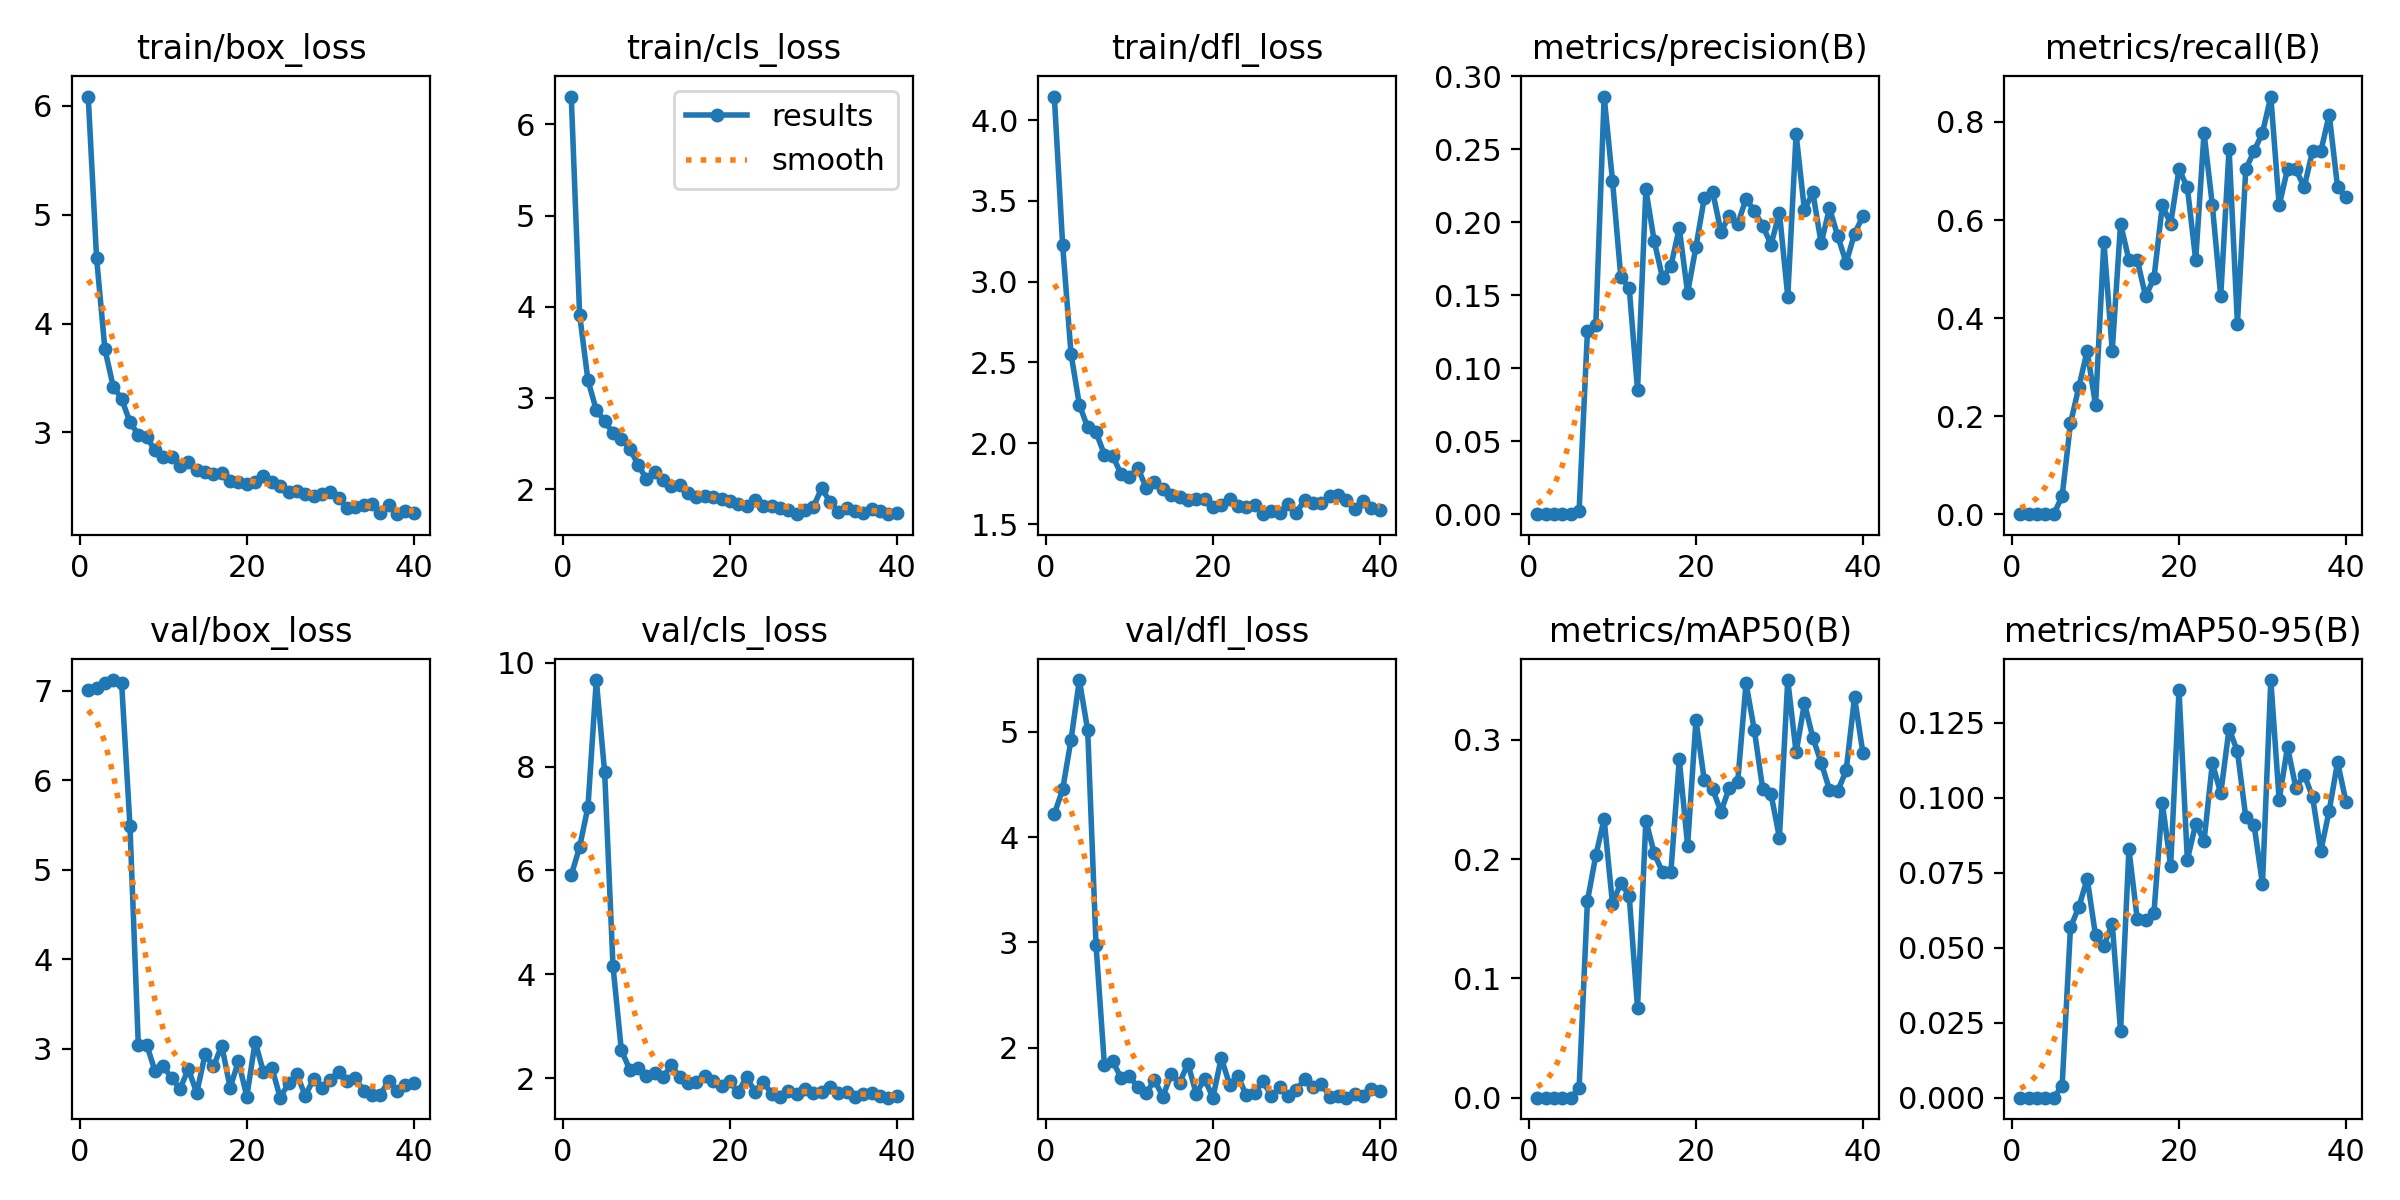 train/box_loss
6
5
4
3
0 20 40
train/cls_loss
results
smooth
6
5
4
3
2
0 20 40
train/dfl_loss
4.0
3.5
3.0
2.5
2.0
1.5
0 20 40
metrics/precision(B)
0.30
0.25
0.20
0.15
0.10
0.05
0.00
0 20 40
metrics/recall(B)
0.8
0.6
0.4
0.2
0.0
0 20 40
val/box_loss
7
6
5
4
3
0 20 40
val/cls_loss
10
8
6
4
2
0 20 40
val/dfl_loss
5
4
3
2
0 20 40
metrics/mAP50(B)
0.3
0.2
0.1
0.0
0 20 40
metrics/mAP50-95(B)
0.125
0.100
0.075
0.050
0.025
0.000
0 20 40